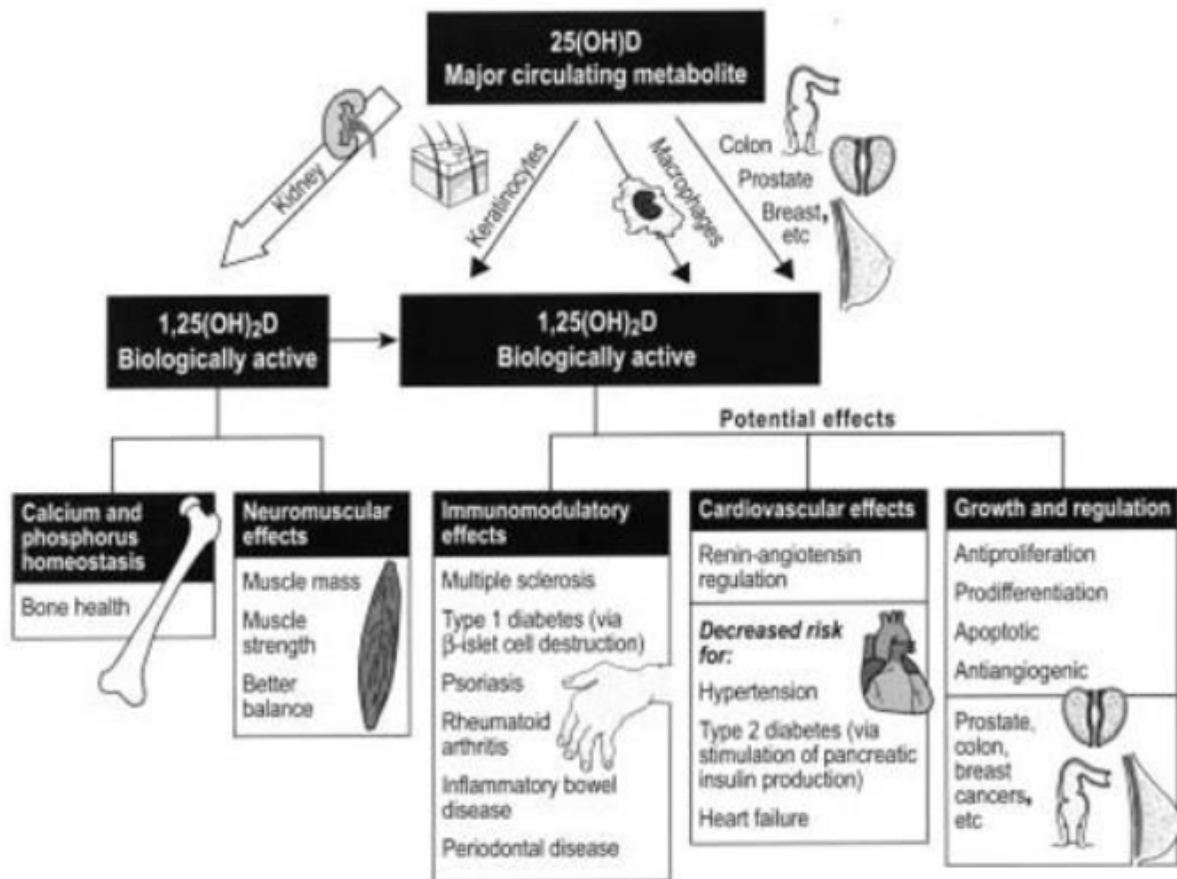 25(OH)D
Major circulating metabolite
Kidney
Keratinocytes
Macrophages
Colon
Prostate
Breast,
etc
1,25(OH)₂D
Biologically active
1,25(OH)₂D
Biologically active
Potential effects
Calcium and
phosphorus
homeostasis
Bone health
Neuromuscular
effects
Muscle mass
Muscle
strength
Better
balance
Immunomodulatory
effects
Multiple sclerosis
Type 1 diabetes (via
β-islet cell destruction)
Psoriasis
Rheumatoid
arthritis
Inflammatory bowel
disease
Periodontal disease
Cardiovascular effects
Renin-angiotensin
regulation
Decreased risk
for:
Hypertension
Type 2 diabetes (via
stimulation of pancreatic
insulin production)
Heart failure
Growth and regulation
Antiproliferation
Prodifferentiation
Apoptotic
Antiangiogenic
Prostate,
colon,
breast
cancers,
etc